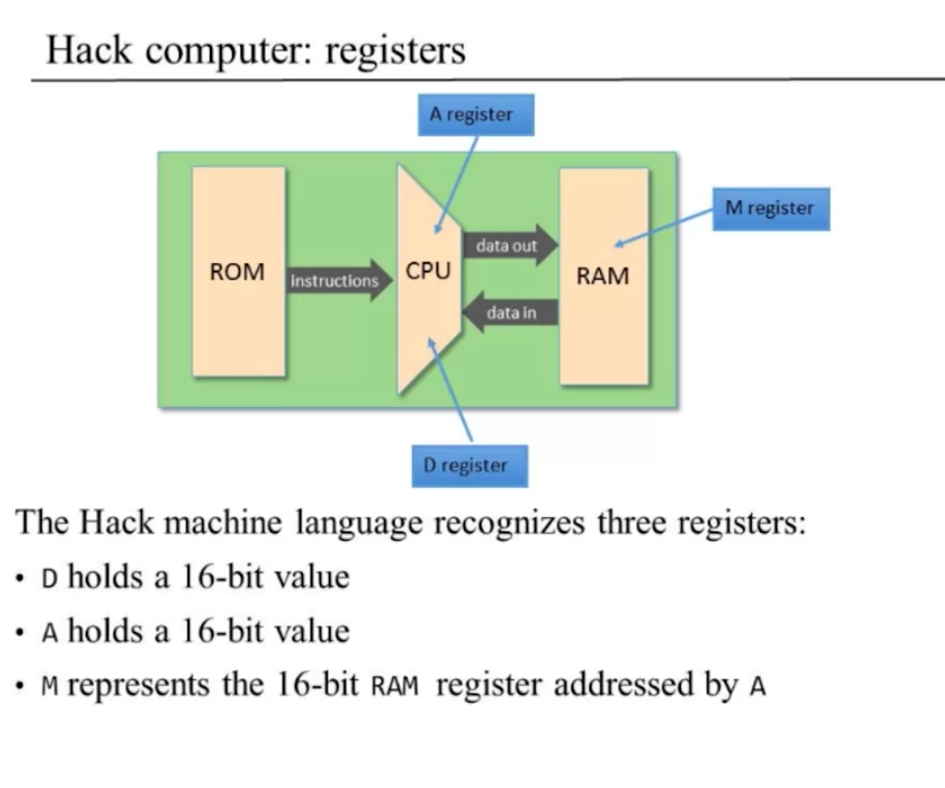 Hack computer: registers
A register
M register
data out
ROM
instructions
CPU
RAM
data in
D register
The Hack machine language recognizes three registers:
• D holds a 16-bit value
• A holds a 16-bit value
• M represents the 16-bit RAM register addressed by A